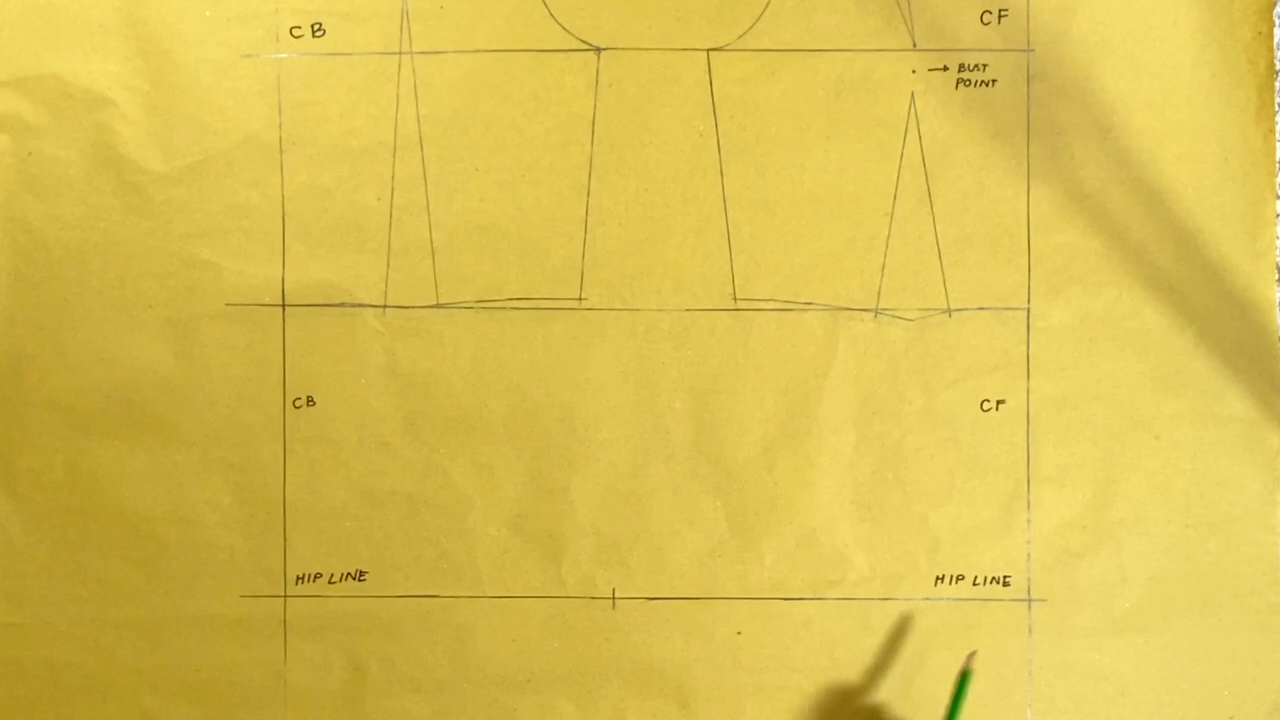 CB
CF
→ BUST
POINT
CB
CF
HIP LINE
HIP LINE